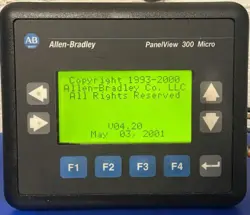 AB
Allen-Bradley
PanelView 300 Micro
Copyright 1993-2000
Allen-Bradley Co. LLC
All Rights Reserved
V04.20
May 03, 2001
F1 F2 F3 F4